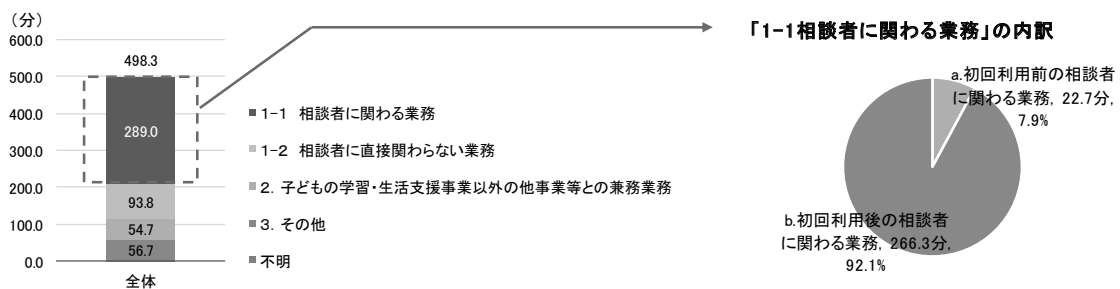 (分)
600.0
500.0
400.0
300.0
200.0
100.0
0.0
498.3
289.0
93.8
54.7
56.7
全体
■1-1 相談者に関わる業務
■1-2 相談者に直接関わらない業務
■2. 子どもの学習・生活支援事業以外の他事業等との兼務業務
■3. その他
■不明
「1-1相談者に関わる業務」の内訳
a.初回利用前の相談者
に関わる業務, 22.7分,
7.9%
b.初回利用後の相談者
に関わる業務, 266.3分,
92.1%